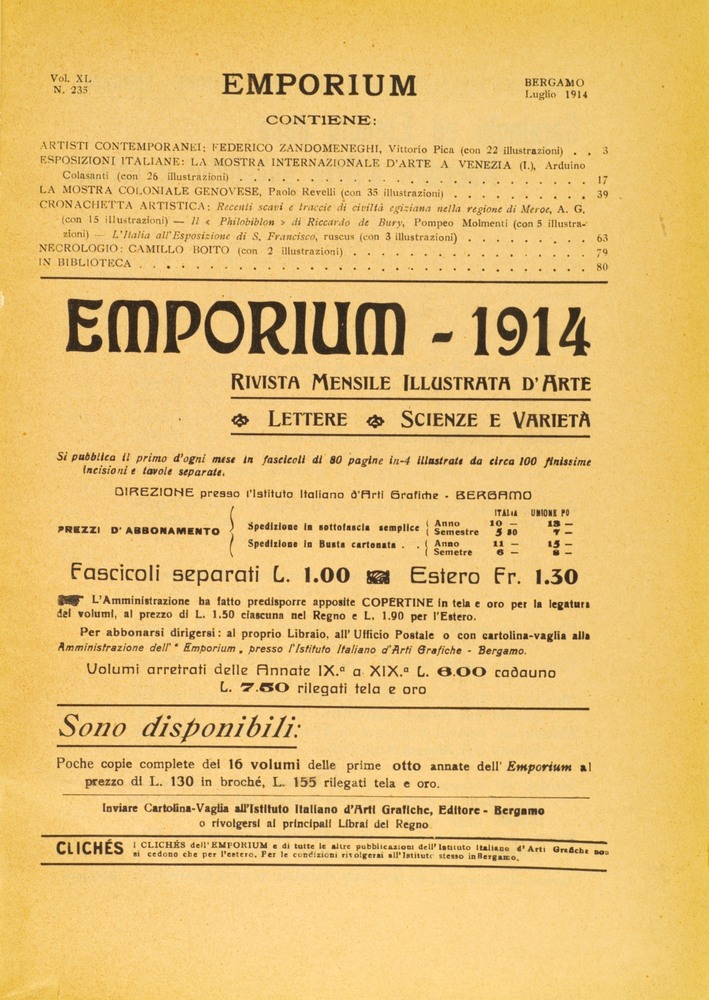 Vol. XL
N. 235
EMPORIUM
BERGAMO
Luglio 1914
CONTIENE:
ARTISTI CONTEMPORANEI: FEDERICO ZANDOMENEGHI, Vittorio Pica (con 22 illustrazioni) . . 3
ESPOSIZIONI ITALIANE: LA MOSTRA INTERNAZIONALE D'ARTE A VENEZIA (I.), Arduino
Colasanti (con 26 illustrazioni) . . . . . . . . . . . . . . . . . . . . 17
LA MOSTRA COLONIALE GENOVESE, Paolo Revelli (con 35 illustrazioni) . . . . . . . . 39
CRONACHETTA ARTISTICA: Recenti scavi e traccie di civiltà egiziana nella regione di Meroe, A. G.
(con 15 illustrazioni) — Il « Philobiblon » di Riccardo de Bury, Pompeo Molmenti (con 5 illustra-
zioni) — L'Italia all'Esposizione di S. Francisco, ruscus (con 3 illustrazioni) . . . . . . . . 63
NECROLOGIO: CAMILLO BOITO (con 2 illustrazioni) . . . . . . . . . . . . . . . 79
IN BIBLIOTECA . . . . . . . . . . . . . . . . . . . . . . . . . . 80
EMPORIUM - 1914
RIVISTA MENSILE ILLUSTRATA D'ARTE
LETTERE SCIENZE E VARIETÀ
Si pubblica il primo d'ogni mese in fascicoli di 80 pagine in-4 illustrate da circa 100 finissime
incisioni e tavole separate.
DIREZIONE presso l'Istituto Italiano d'Arti Grafiche - BERGAMO
ITALIA UNIONE PO
PREZZI D'ABBONAMENTO
Spedizione in sottofascia semplice Anno 10 — 13 —
Semestre 5 50 7 —
Spedizione in Busta cartonata . . Anno 11 — 15 —
Semetre 6 — 8 —
Fascicoli separati L. 1.00 Estero Fr. 1.30
L'Amministrazione ha fatto predisporre apposite COPERTINE in tela e oro per la legatura
dei volumi, al prezzo di L. 1.50 ciascuna nel Regno e L. 1.90 per l'Estero.
Per abbonarsi dirigersi: al proprio Libraio, all'Ufficio Postale o con cartolina-vaglia alla
Amministrazione dell' " Emporium „ presso l'Istituto Italiano d'Arti Grafiche - Bergamo.
Volumi arretrati delle Annate IX.a a XIX.a L. 6.00 cadauno
L. 7.50 rilegati tela e oro
Sono disponibili:
Poche copie complete dei 16 volumi delle prime otto annate dell'Emporium al
prezzo di L. 130 in broché, L. 155 rilegati tela e oro.
Inviare Cartolina-Vaglia all'Istituto Italiano d'Arti Grafiche, Editore - Bergamo
o rivolgersi ai principali Librai del Regno
CLICHÉS
I CLICHÉS dell'EMPORIUM e di tutte le altre pubblicazioni dell'Istituto Italiano d'Arti Grafiche non
si cedono che per l'estero. Per le condizioni rivolgersi all'Istituto stesso in Bergamo.